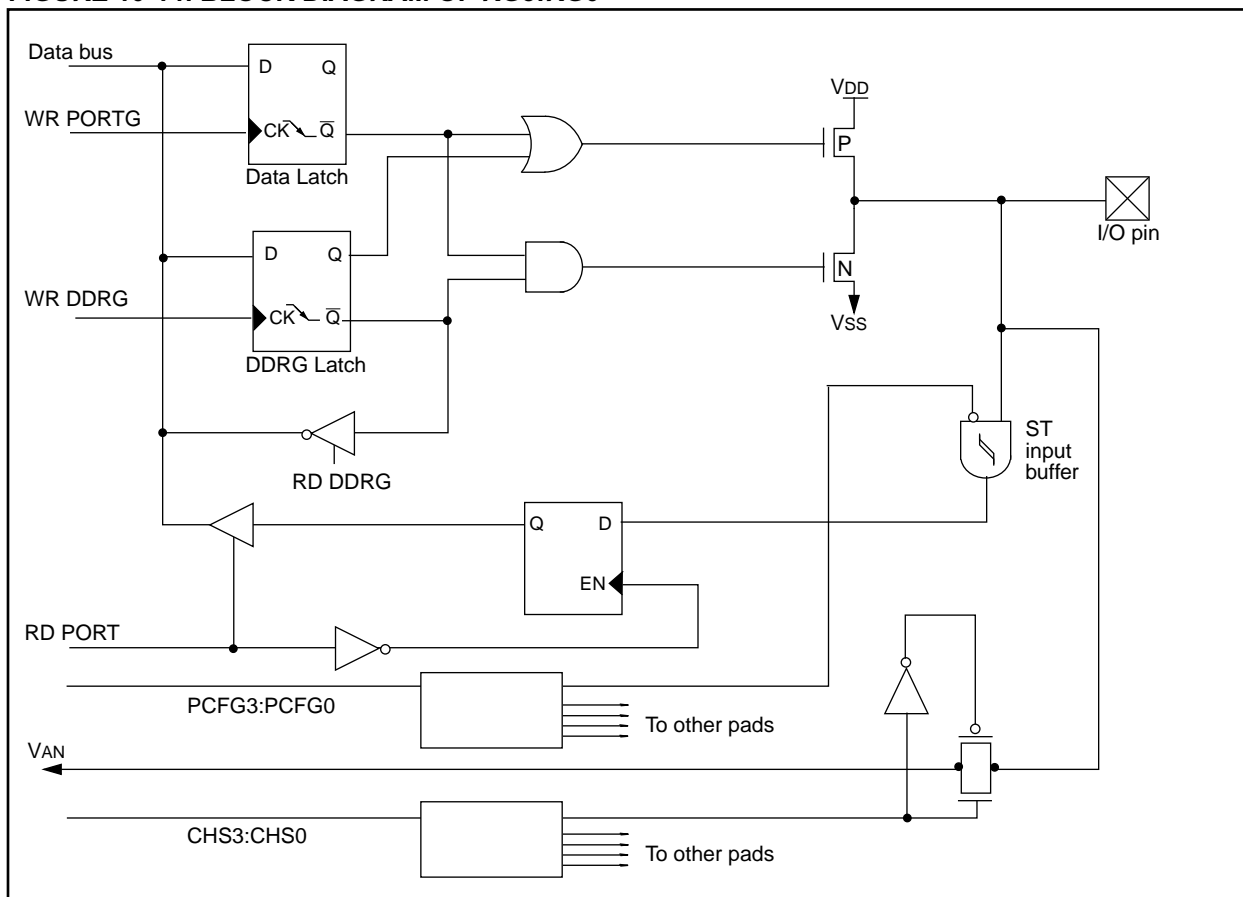 Data bus
D Q
VDD
WR PORTG
CK Q
P
Data Latch
I/O pin
D Q
N
WR DDRG
CK Q
VSS
DDRG Latch
ST
input
buffer
RD DDRG
Q D
EN
RD PORT
PCFG3:PCFG0
To other pads
VAN
CHS3:CHS0
To other pads